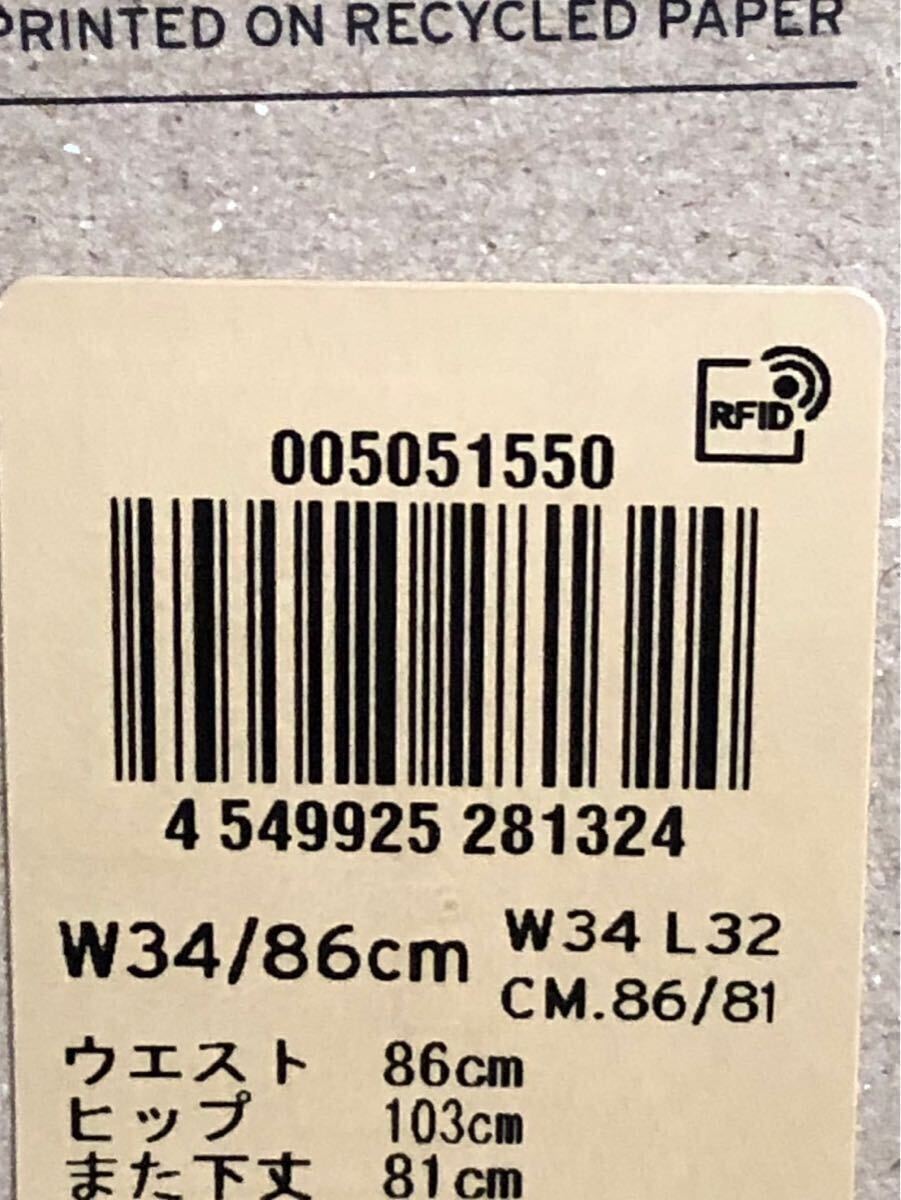 PRINTED ON RECYCLED PAPER
RFID
005051550
4 549925 281324
W34/86cm
W34 L32
CM.86/81
ウエスト 86cm
ヒップ 103cm
また下丈 81cm